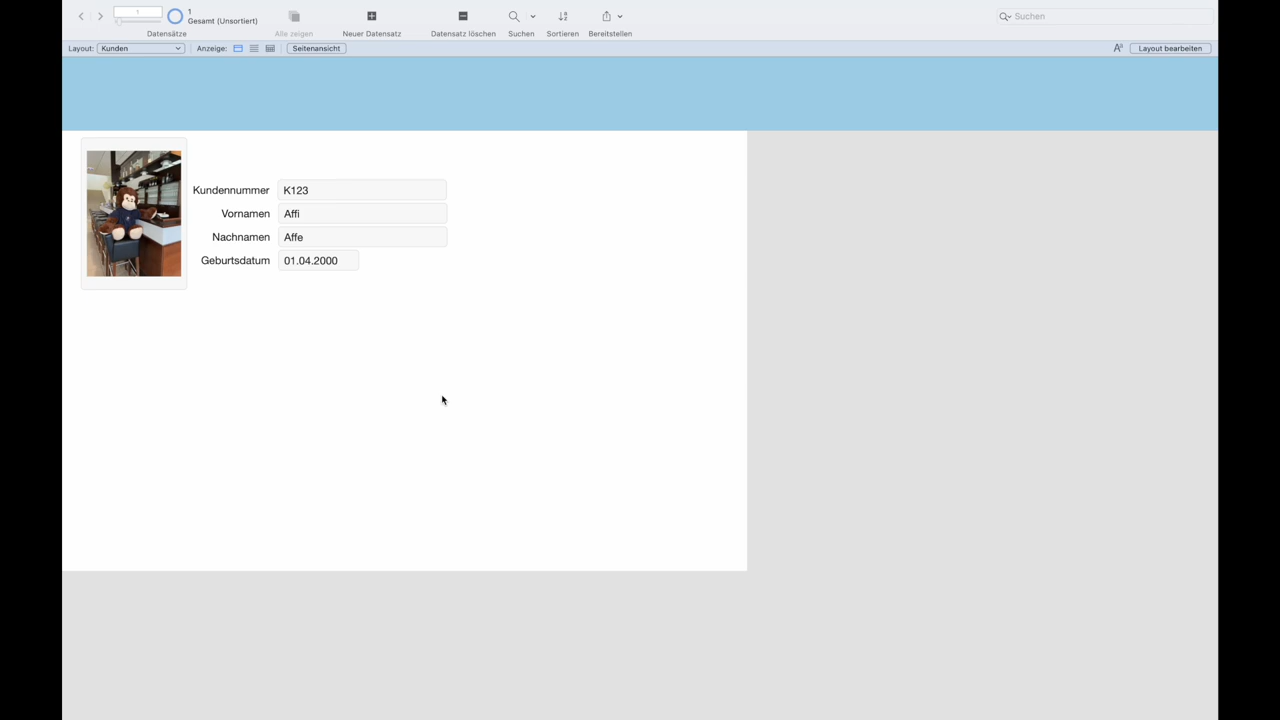 1
1
Gesamt (Unsortiert)
Suchen
Datensätze
Alle zeigen
Neuer Datensatz
Datensatz löschen
Suchen
Sortieren
Bereitstellen
Layout: Kunden
Anzeige:
Seitenansicht
Layout bearbeiten
Kundennummer K123
Vornamen Affi
Nachnamen Affe
Geburtsdatum 01.04.2000